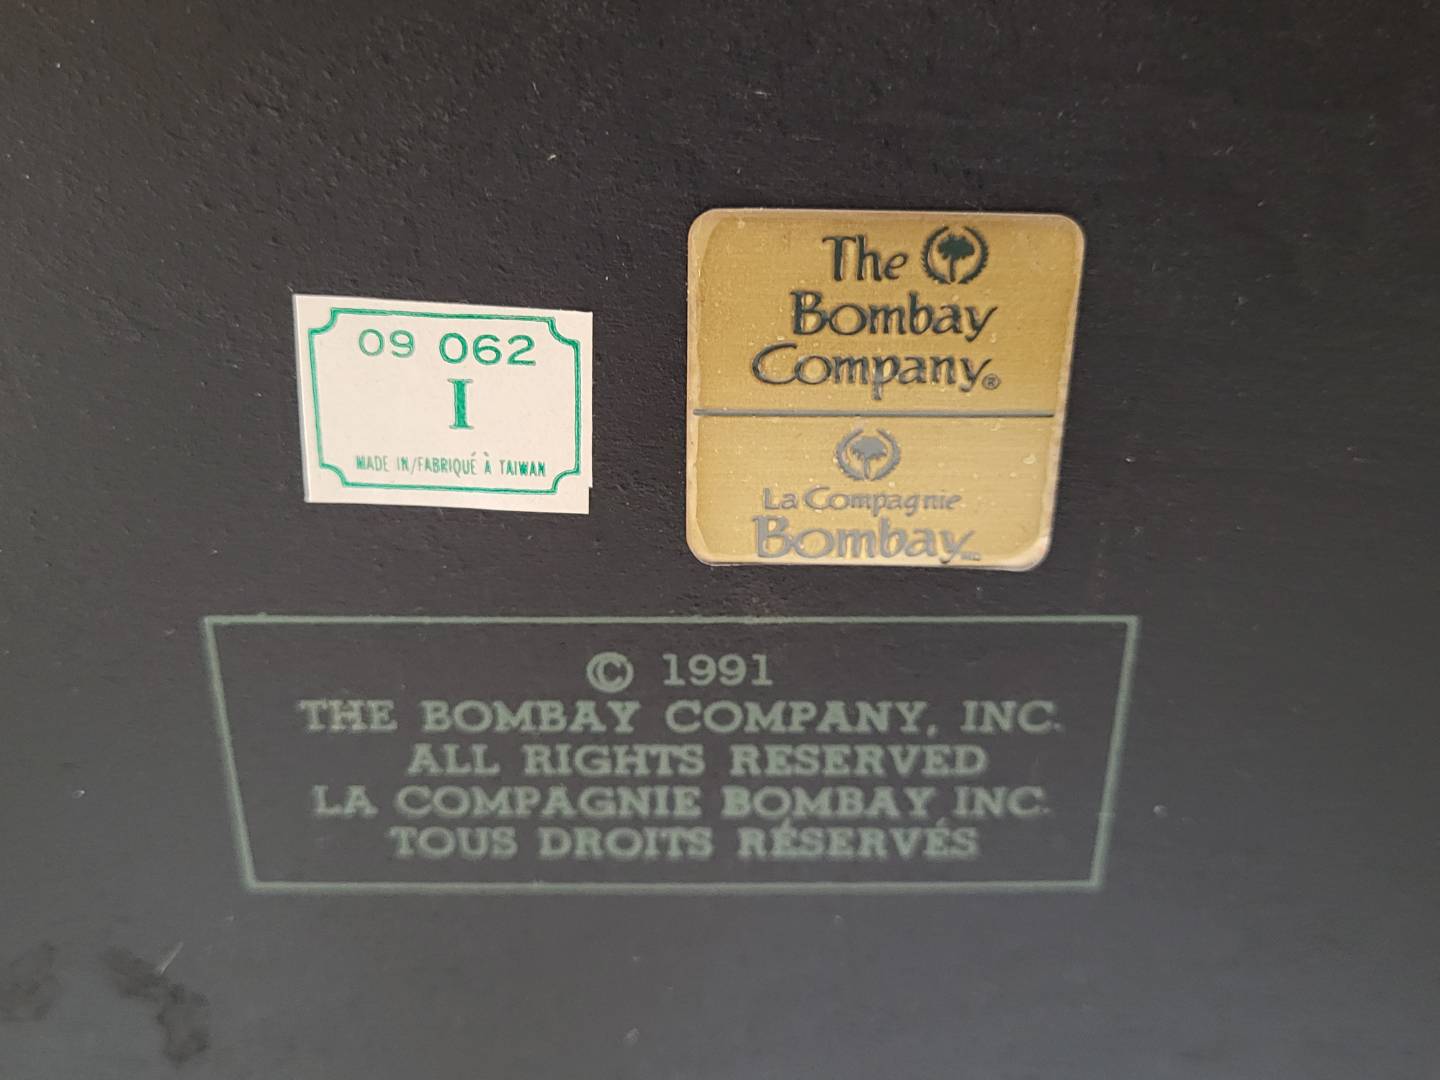 09 062
I
MADE IN/FABRIQUÉ À TAIWAN
The
Bombay
Company®
La Compagnie
Bombay
© 1991
THE BOMBAY COMPANY, INC.
ALL RIGHTS RESERVED
LA COMPAGNIE BOMBAY INC.
TOUS DROITS RÉSERVÉS